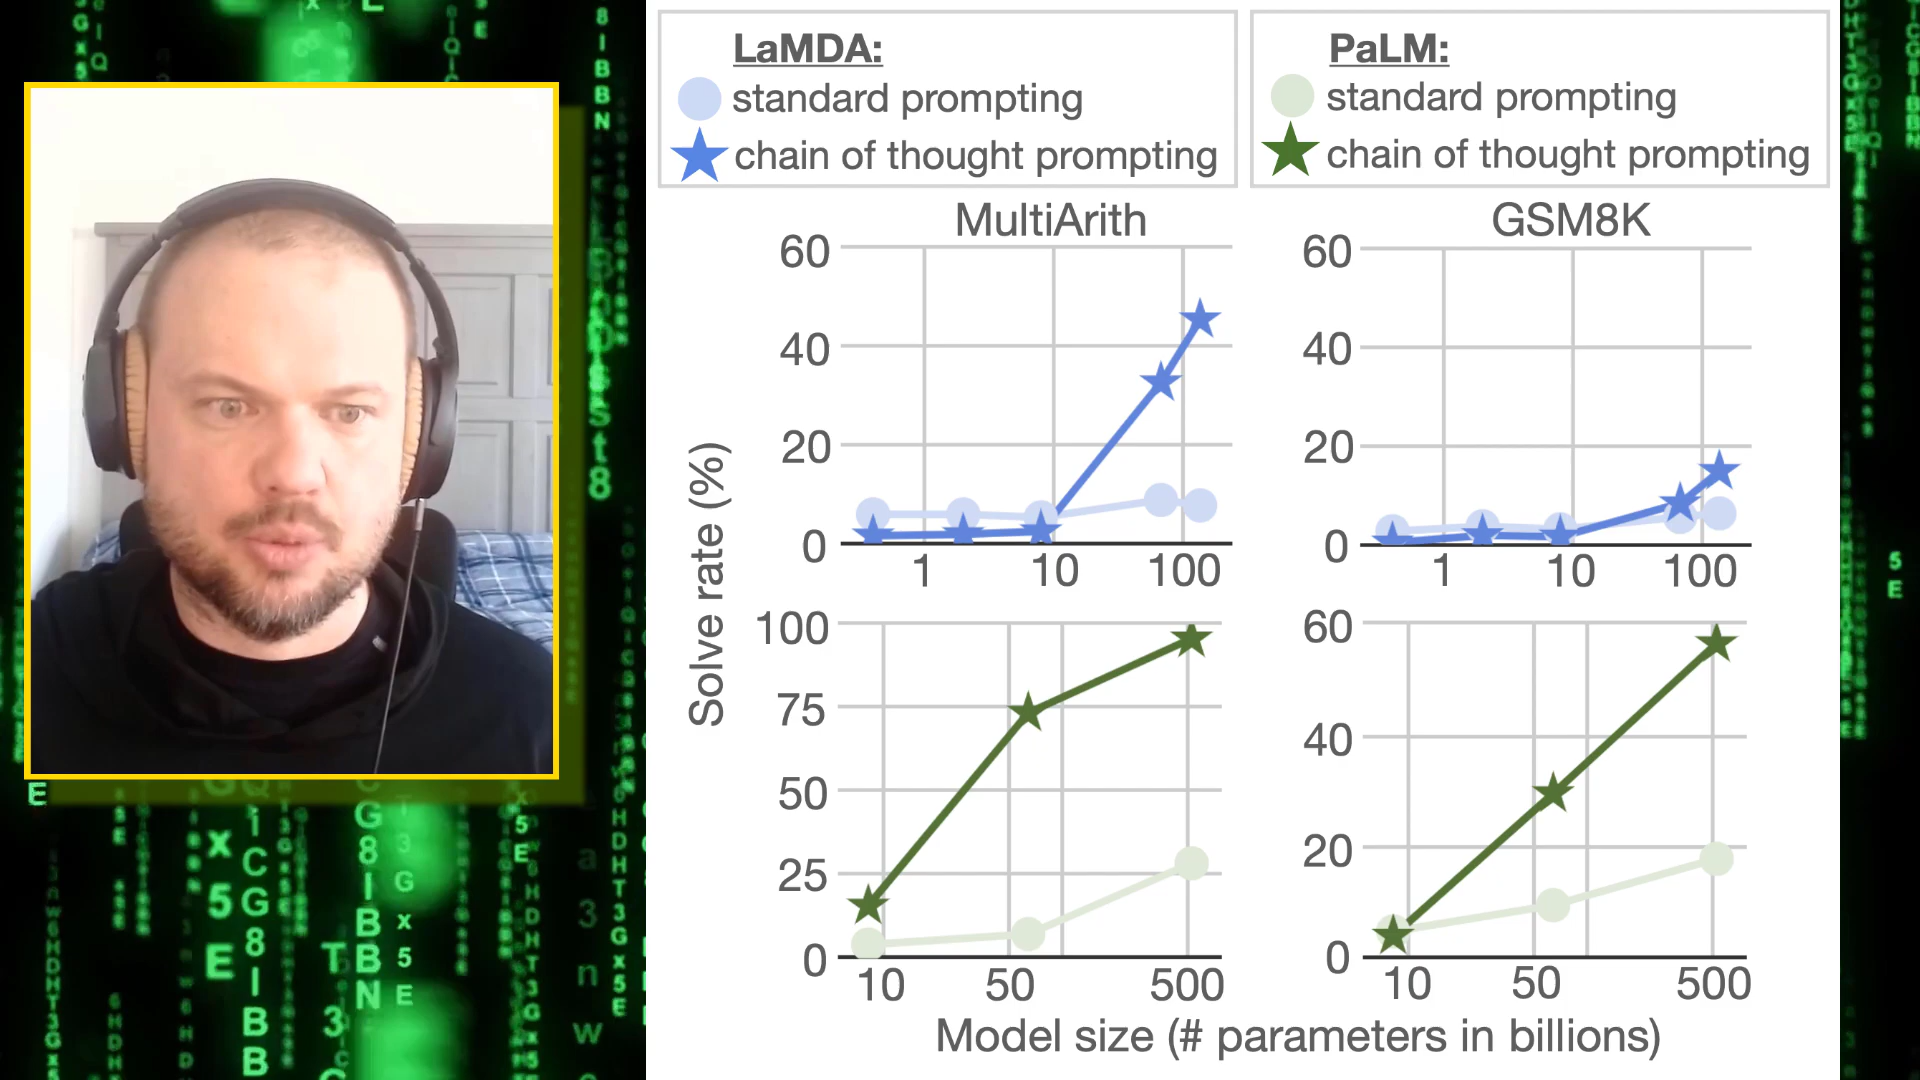 LaMDA:
standard prompting
chain of thought prompting
PaLM:
standard prompting
chain of thought prompting
MultiArith
GSM8K
Solve rate (%)
60
40
20
0
1
10
100
60
40
20
0
1
10
100
100
75
50
25
0
10
50
500
60
40
20
0
10
50
500
Model size (# parameters in billions)